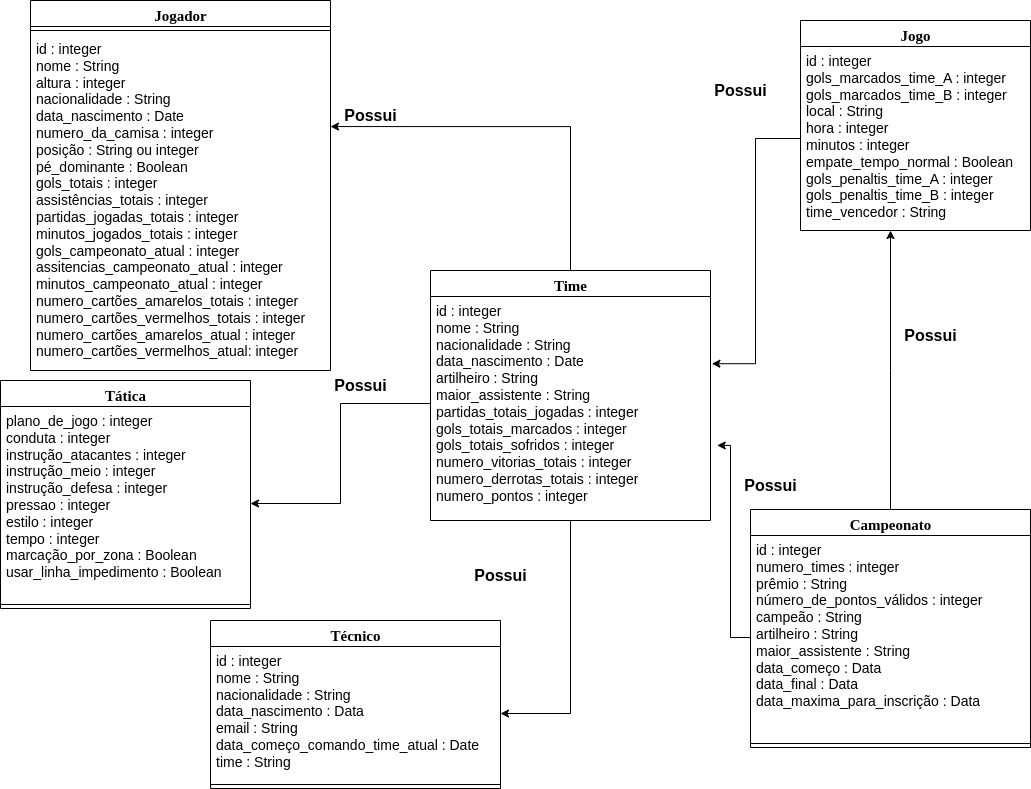 Jogador
id : integer
nome : String
altura : integer
nacionalidade : String
data_nascimento : Date
numero_da_camisa : integer
posição : String ou integer
pé_dominante : Boolean
gols_totais : integer
assistências_totais : integer
partidas_jogadas_totais : integer
minutos_jogados_totais : integer
gols_campeonato_atual : integer
assitencias_campeonato_atual : integer
minutos_campeonato_atual : integer
numero_cartões_amarelos_totais : integer
numero_cartões_vermelhos_totais : integer
numero_cartões_amarelos_atual : integer
numero_cartões_vermelhos_atual: integer
Possui
Possui
Jogo
id : integer
gols_marcados_time_A : integer
gols_marcados_time_B : integer
local : String
hora : integer
minutos : integer
empate_tempo_normal : Boolean
gols_penaltis_time_A : integer
gols_penaltis_time_B : integer
time_vencedor : String
Time
id : integer
nome : String
nacionalidade : String
data_nascimento : Date
artilheiro : String
maior_assistente : String
partidas_totais_jogadas : integer
gols_totais_marcados : integer
gols_totais_sofridos : integer
numero_vitorias_totais : integer
numero_derrotas_totais : integer
numero_pontos : integer
Possui
Possui
Tática
plano_de_jogo : integer
conduta : integer
instrução_atacantes : integer
instrução_meio : integer
instrução_defesa : integer
pressao : integer
estilo : integer
tempo : integer
marcação_por_zona : Boolean
usar_linha_impedimento : Boolean
Possui
Possui
Campeonato
id : integer
numero_times : integer
prêmio : String
número_de_pontos_válidos : integer
campeão : String
artilheiro : String
maior_assistente : String
data_começo : Data
data_final : Data
data_maxima_para_inscrição : Data
Técnico
id : integer
nome : String
nacionalidade : String
data_nascimento : Data
email : String
data_começo_comando_time_atual : Date
time : String